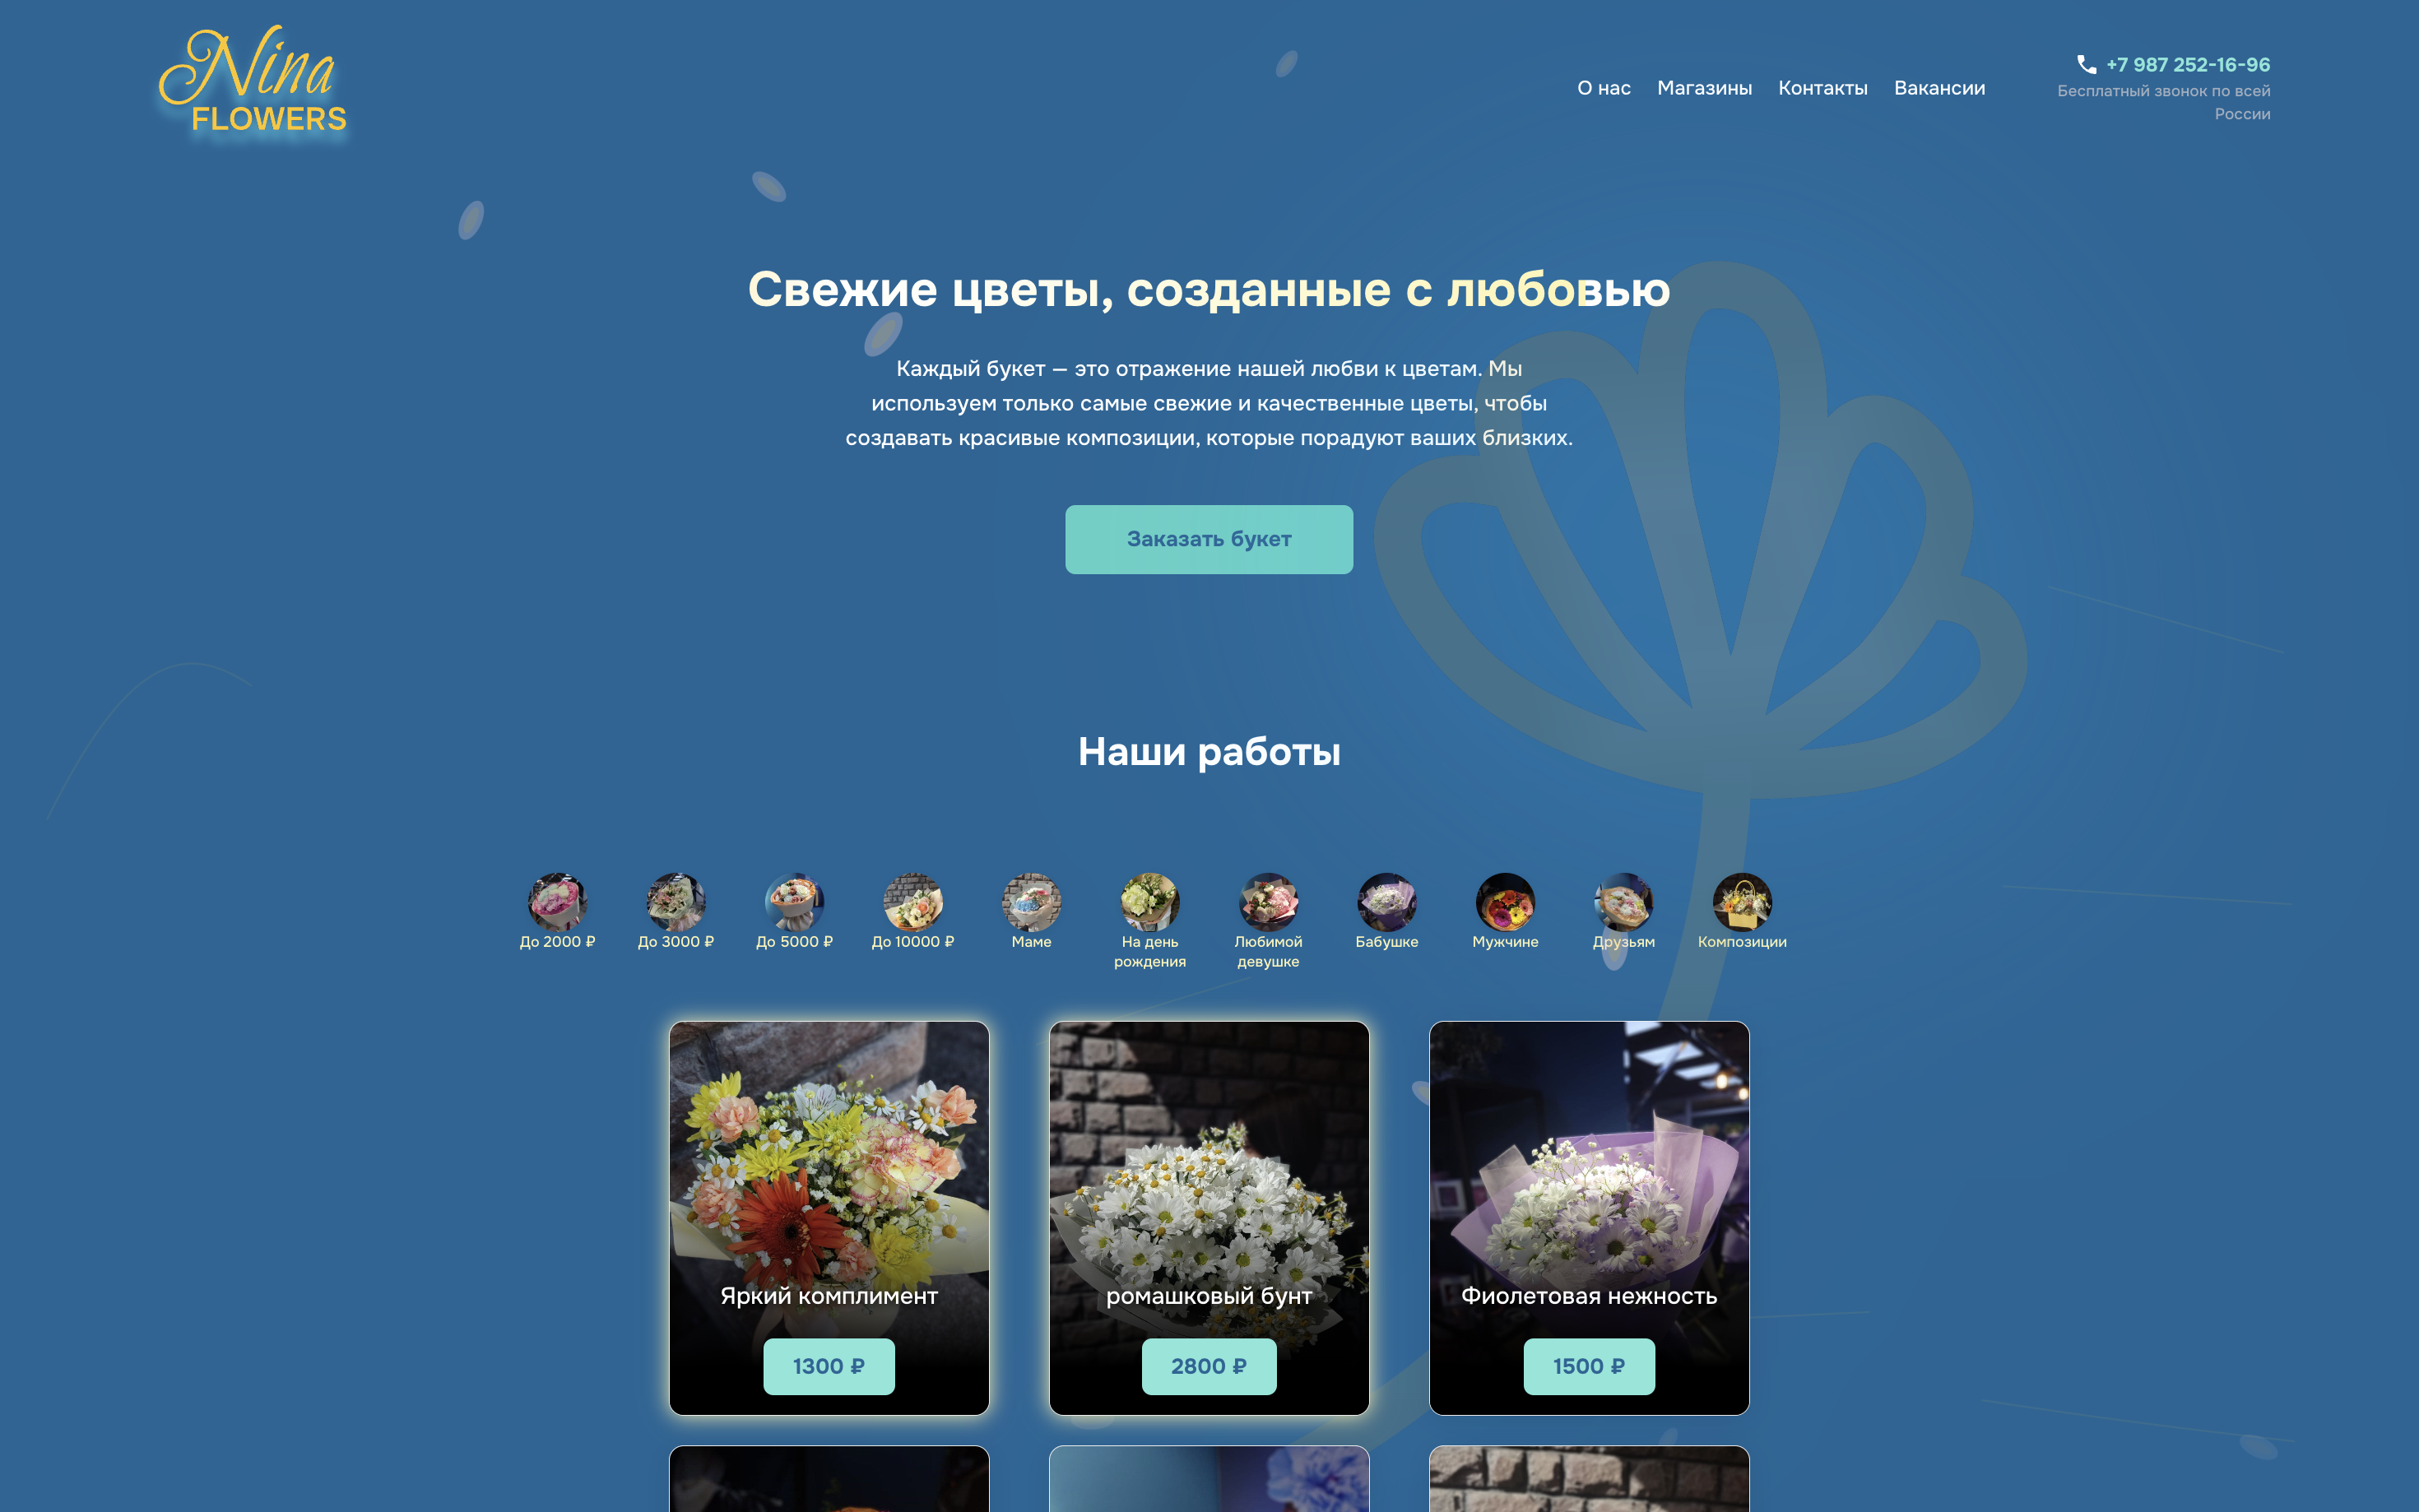 Nina
FLOWERS
О нас Магазины Контакты Вакансии
+7 987 252-16-96
Бесплатный звонок по всей
России
Свежие цветы, созданные с любовью
Каждый букет — это отражение нашей любви к цветам. Мы
используем только самые свежие и качественные цветы, чтобы
создавать красивые композиции, которые порадуют ваших близких.
Заказать букет
Наши работы
До 2000 ₽
До 3000 ₽
До 5000 ₽
До 10000 ₽
Маме
На день
рождения
Любимой
девушке
Бабушке
Мужчине
Друзьям
Композиции
Яркий комплимент
1300 ₽
ромашковый бунт
2800 ₽
Фиолетовая нежность
1500 ₽